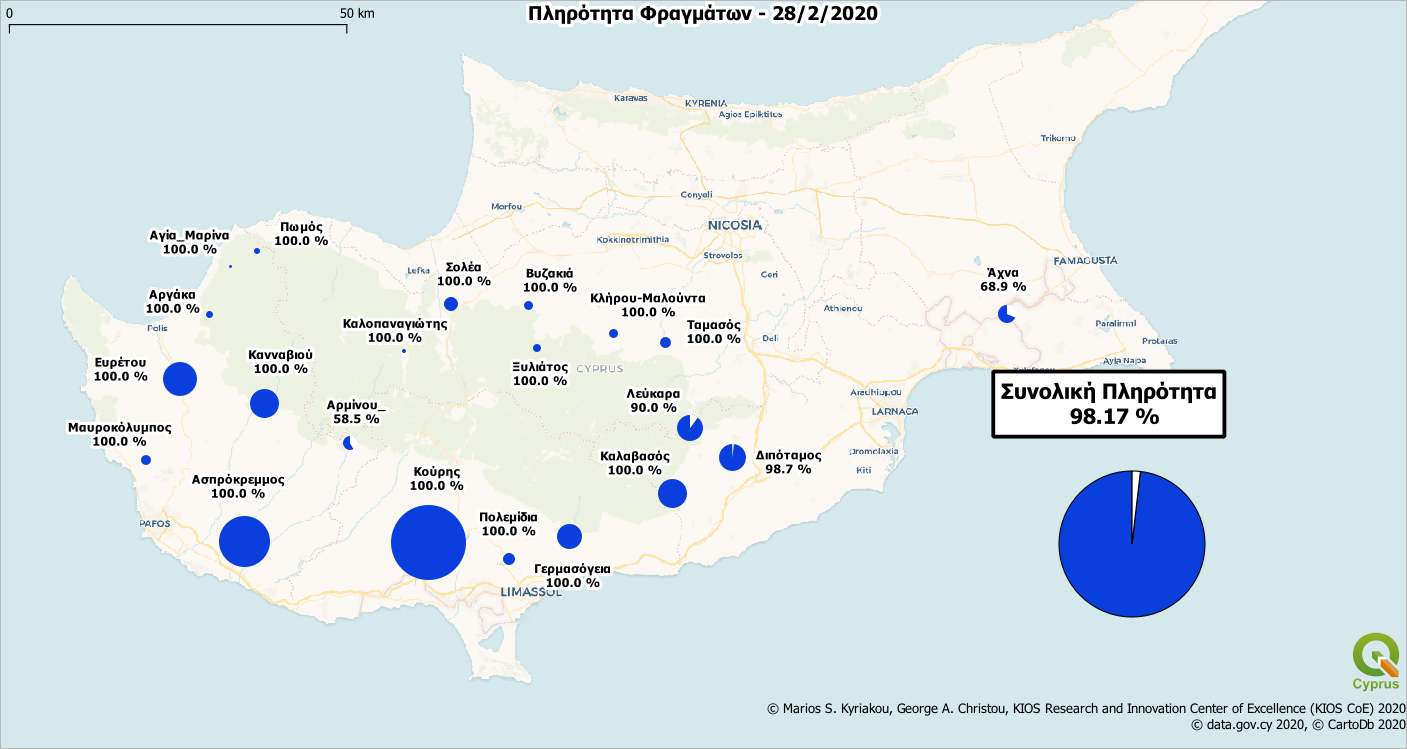 0 50 km
Πληρότητα Φραγμάτων - 28/2/2020
Karavas
KYRENIA
Agios Epiktitos
Trikomo
Conyeli
Morfou
NICOSIA
Kokkinotrimithia
Strovolos
Geri
FAMAGUSTA
Lefka
Αγία_Μαρίνα
100.0 %
Πωμός
100.0 %
Σολέα
100.0 %
Βυζακιά
100.0 %
Άχνα
68.9 %
Αργάκα
100.0 %
Polis
Κλήρου-Μαλούντα
100.0 %
Athienou
Καλοπαναγιώτης
100.0 %
Ταμασός
100.0 %
Dali
Paralimni
Protaras
Ayia Napa
Ευρέτου
100.0 %
Κανναβιού
100.0 %
Ξυλιάτος
100.0 %
CYPRUS
Xylofagou
Λεύκαρα
90.0 %
Aradhippou
LARNACA
Συνολική Πληρότητα
98.17 %
Αρμίνου_
58.5 %
Μαυροκόλυμπος
100.0 %
Dromolaxia
Kiti
Καλαβασός
100.0 %
Διπόταμος
98.7 %
Ασπρόκρεμμος
100.0 %
Κούρης
100.0 %
PAFOS
Πολεμίδια
100.0 %
Γερμασόγεια
100.0 %
LIMASSOL
Cyprus
© Marios S. Kyriakou, George A. Christou, KIOS Research and Innovation Center of Excellence (KIOS CoE) 2020
© data.gov.cy 2020, © CartoDb 2020